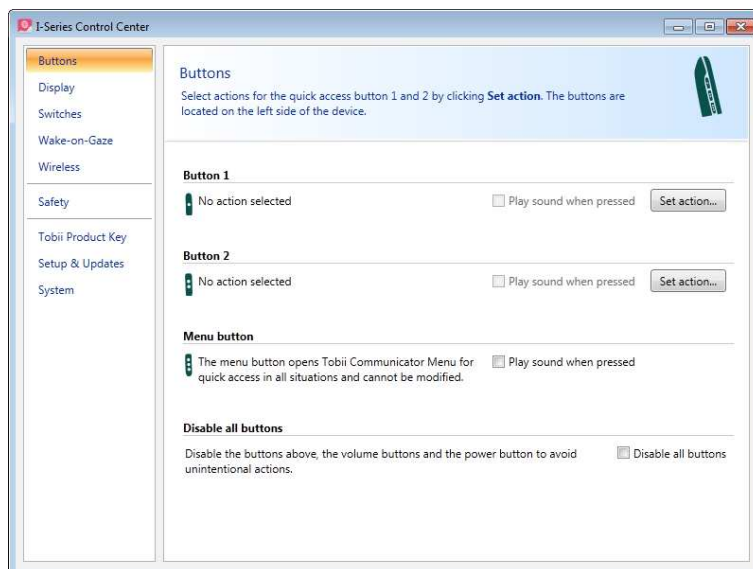 I-Series Control Center
Buttons
Display
Switches
Wake-on-Gaze
Wireless
Safety
Tobii Product Key
Setup & Updates
System
Buttons
Select actions for the quick access button 1 and 2 by clicking Set action. The buttons are
located on the left side of the device.
Button 1
No action selected
Play sound when pressed
Set action...
Button 2
No action selected
Play sound when pressed
Set action...
Menu button
The menu button opens Tobii Communicator Menu for
quick access in all situations and cannot be modified.
Play sound when pressed
Disable all buttons
Disable the buttons above, the volume buttons and the power button to avoid
unintentional actions.
Disable all buttons